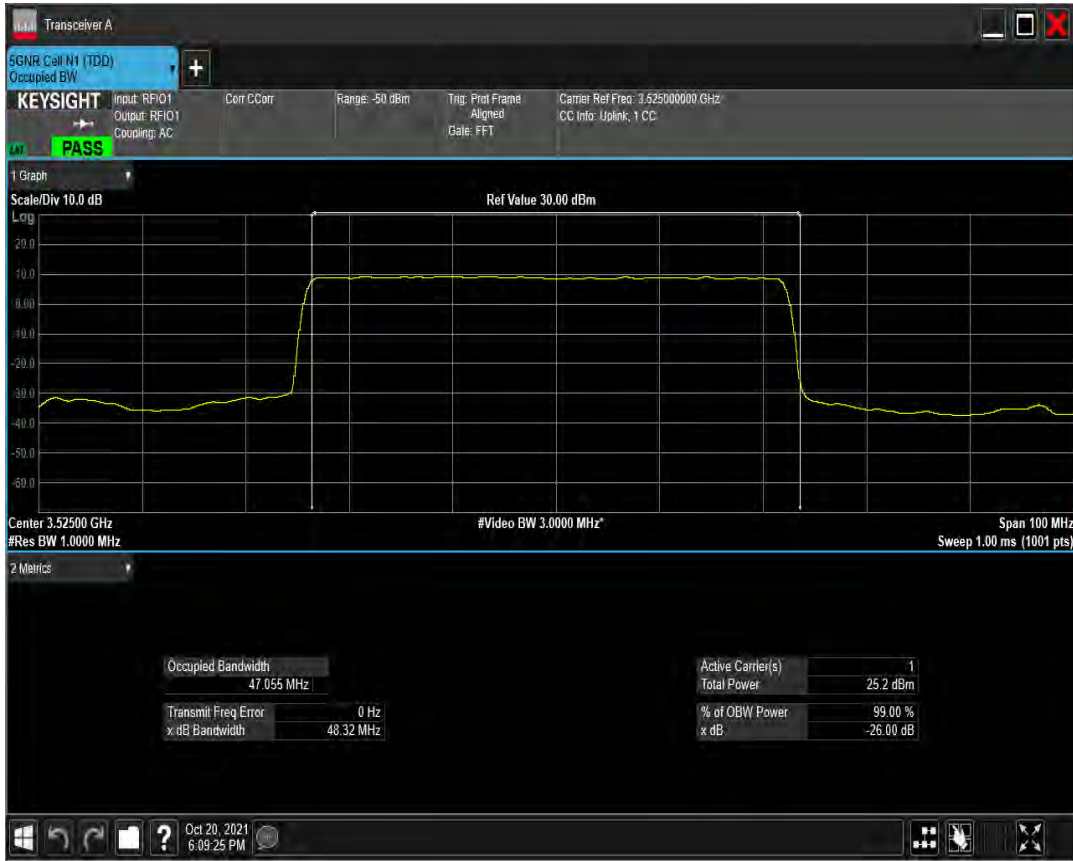 Transceiver A
5GNR Cell N1 (TDD)
Occupied BW
+
KEYSIGHT
PASS
Input: RFIO1
Output: RFIO1
Coupling: AC
Corr CCorr
Range: -50 dBm
Trig: Prot Frame
Aligned
Gate: FFT
Carrier Ref Freq: 3.525000000 GHz
CC Info: Uplink, 1 CC
1 Graph
Scale/Div 10.0 dB
Ref Value 30.00 dBm
Log
20.0
10.0
0.00
-10.0
-20.0
-30.0
-40.0
-50.0
-60.0
Center 3.52500 GHz
#Video BW 3.0000 MHz*
Span 100 MHz
#Res BW 1.0000 MHz
Sweep 1.00 ms (1001 pts)
2 Metrics
Occupied Bandwidth
47.055 MHz
Transmit Freq Error 0 Hz
x dB Bandwidth 48.32 MHz
Active Carrier(s) 1
Total Power 25.2 dBm
% of OBW Power 99.00 %
x dB -26.00 dB
?
Oct 20, 2021
6:09:25 PM